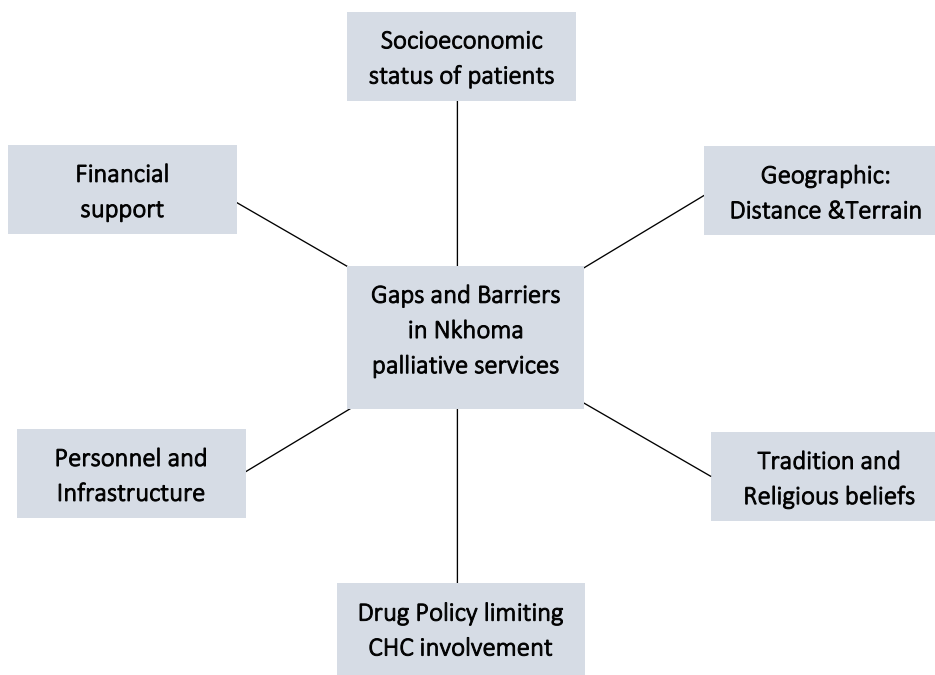 Socioeconomic
status of patients
Financial
support
Geographic:
Distance &Terrain
Gaps and Barriers
in Nkhoma
palliative services
Personnel and
Infrastructure
Tradition and
Religious beliefs
Drug Policy limiting
CHC involvement